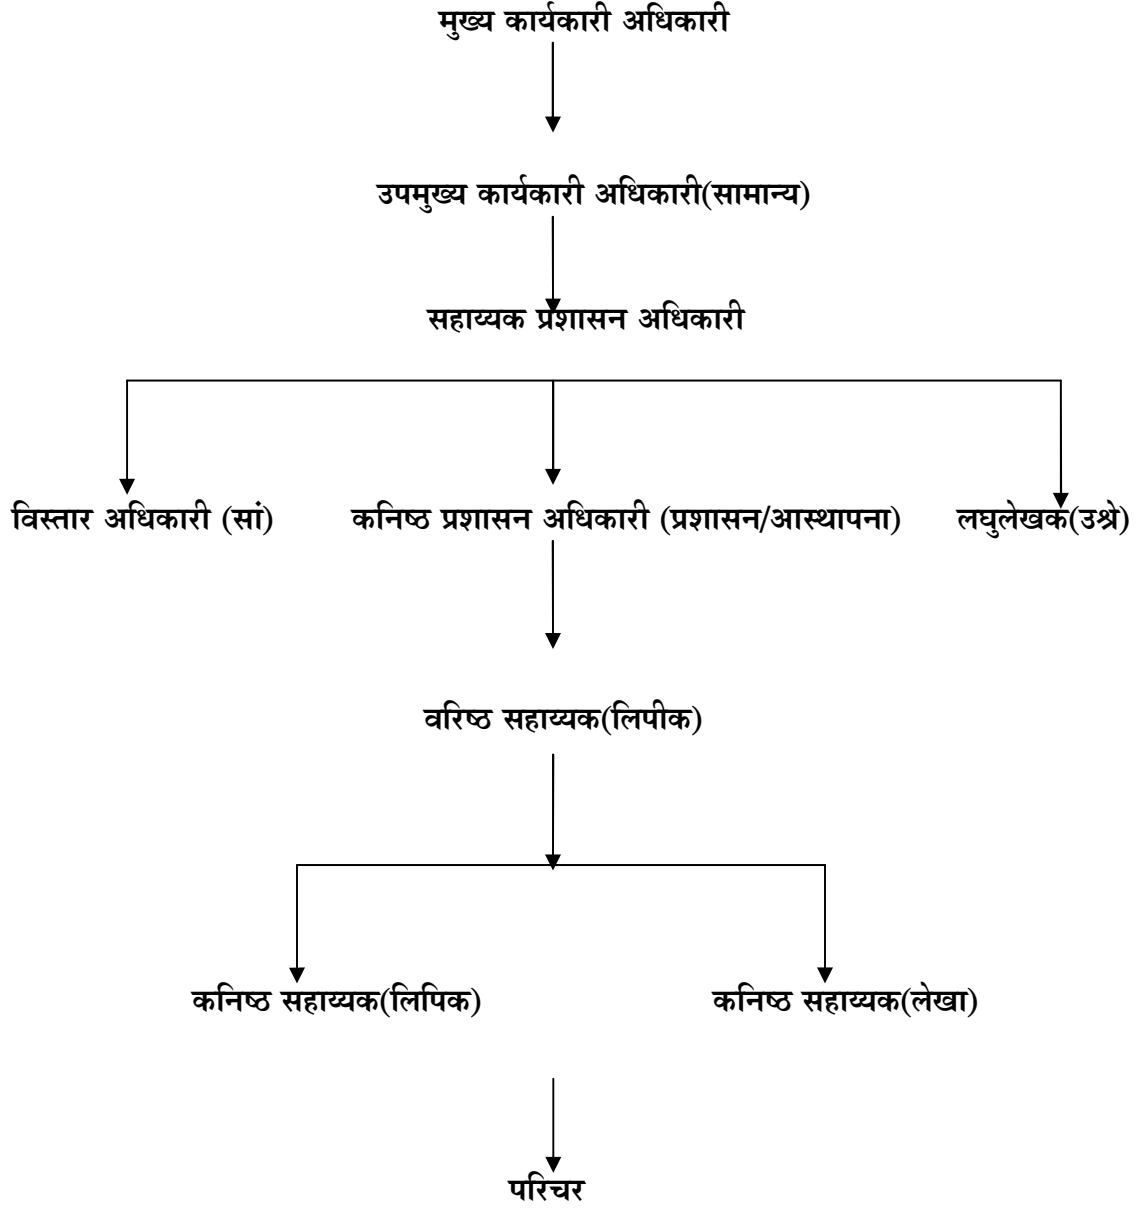 मुख्य कार्यकारी अधिकारी
उपमुख्य कार्यकारी अधिकारी(सामान्य)
सहाय्यक प्रशासन अधिकारी
विस्तार अधिकारी (सां)
कनिष्ठ प्रशासन अधिकारी (प्रशासन/आस्थापना)
लघुलेखक(उश्रे)
वरिष्ठ सहाय्यक(लिपीक)
कनिष्ठ सहाय्यक(लिपिक)
कनिष्ठ सहाय्यक(लेखा)
परिचर